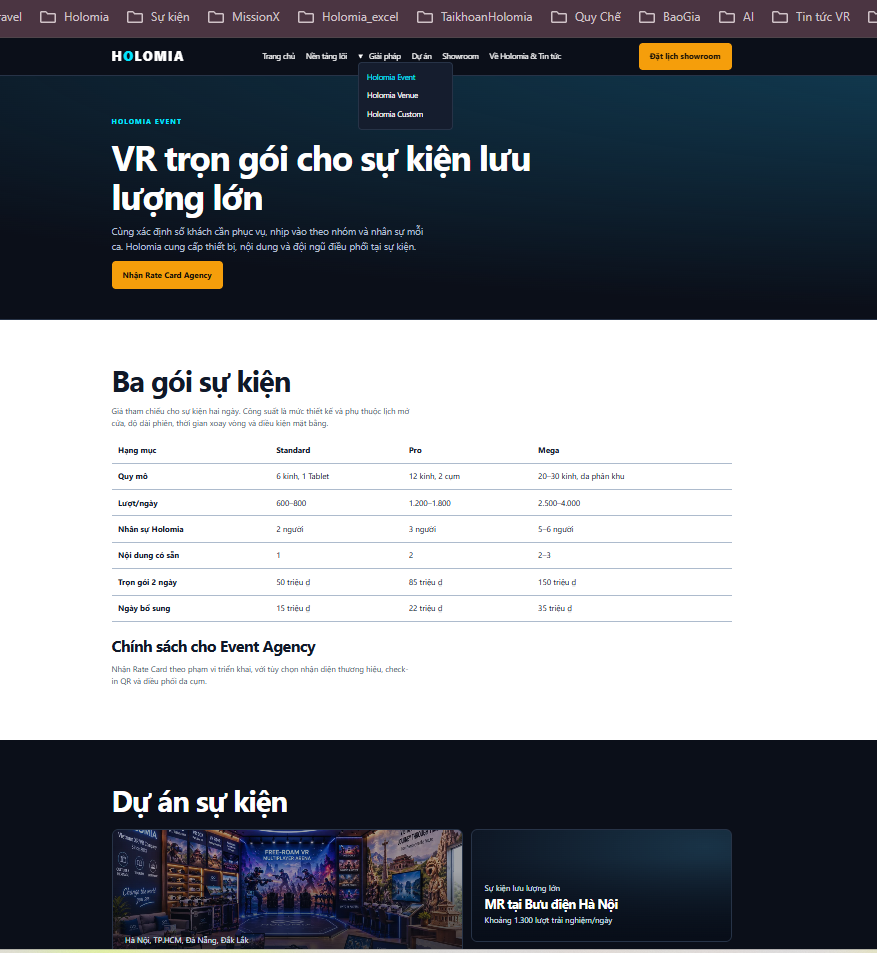 ravel Holomia Sự kiện MissionX Holomia_excel TaikhoanHolomia Quy Chế BaoGia AI Tin tức VR
HOLOMIA Trang chủ Nền tảng lõi ▾ Giải pháp Dự án Showroom Về Holomia & Tin tức Đặt lịch showroom
Holomia Event
Holomia Venue
Holomia Custom
HOLOMIA EVENT
VR trọn gói cho sự kiện lưu
lượng lớn
Cùng xác định số khách cần phục vụ, nhịp vào theo nhóm và nhân sự mỗi
ca. Holomia cung cấp thiết bị, nội dung và đội ngũ điều phối tại sự kiện.
Nhận Rate Card Agency
Ba gói sự kiện
Giá tham chiếu cho sự kiện hai ngày. Công suất là mức thiết kế và phụ thuộc lịch mở
cửa, độ dài phiên, thời gian xoay vòng và điều kiện mặt bằng.
Hạng mục Standard Pro Mega
Quy mô 6 kính, 1 Tablet 12 kính, 2 cụm 20–30 kính, đa phân khu
Lượt/ngày 600–800 1.200–1.800 2.500–4.000
Nhân sự Holomia 2 người 3 người 5–6 người
Nội dung có sẵn 1 2 2–3
Trọn gói 2 ngày 50 triệu đ 85 triệu đ 150 triệu đ
Ngày bổ sung 15 triệu đ 22 triệu đ 35 triệu đ
Chính sách cho Event Agency
Nhận Rate Card theo phạm vi triển khai, với tùy chọn nhận diện thương hiệu, check-
in QR và điều phối đa cụm.
Dự án sự kiện
FREE-ROAM VR
MULTIPLAYER ARENA
Hà Nội, TP.HCM, Đà Nẵng, Đắk Lắk
Sự kiện lưu lượng lớn
MR tại Bưu điện Hà Nội
Khoảng 1.300 lượt trải nghiệm/ngày